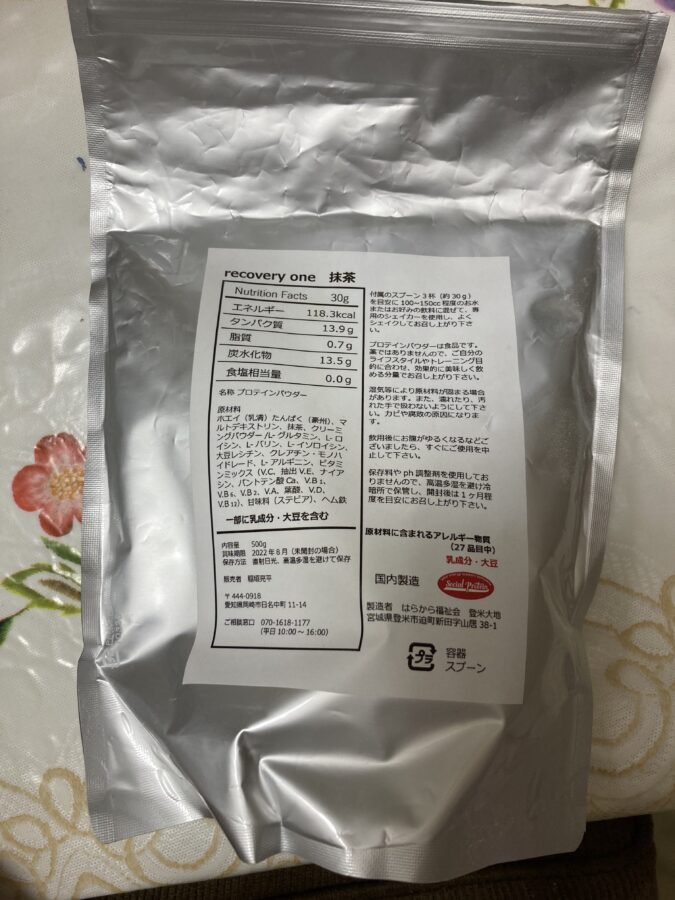 recovery one 抹茶
Nutrition Facts 30g
エネルギー 118.3kcal
タンパク質 13.9g
脂質 0.7g
炭水化物 13.5g
食塩相当量 0.0g
名称 プロテインパウダー
原材料
ホエイ（乳清）たんぱく（豪州）、マ
ルトデキストリン、抹茶、クリーミ
ングパウダー/L- グルタミン、L- ロ
イシン、L- バリン、L- イソロイシン、
大豆レシチン、クレアチン・モノハ
イドレード、L- アルギニン、ビタミ
ンミックス（V.C、抽出 V.E、ナイア
シン、パントテン酸 Ca、V.B 1、
V.B 6、V.B 2、V.A、葉酸、V.D、
V.B 12）、甘味料（ステビア）、ヘム鉄
一部に乳成分・大豆を含む
内容量 500g
賞味期限 2022 年 6 月（未開封の場合）
保存方法 直射日光、高温多湿を避けて保存
販売者 稲垣亮平
〒444-0918
愛知県岡崎市日名中町 11-14
ご相談窓口 070-1618-1177
（平日 10:00 ～ 16:00）
付属のスプーン 3 杯（約 30ｇ）
を目安に 100~150cc 程度のお水
またはお好みの飲料に混ぜて、専
用のシェイカーを使用し、よく
シェイクしてお召し上がり下さ
い。
プロテインパウダーは食品です。
薬ではありませんので、ご自分の
ライフスタイルやトレーニング目
的に合わせ、効果的に美味しく飲
める分量でお召し上がり下さい。
湿気等により原材料が固まる場合
があります。また、濡れたり、汚
れた手で扱わないようにして下さ
い。カビや腐敗の原因になりま
す。
飲用後にお腹がゆるくなるなどご
ざいましたら、すぐにご使用を中
止して下さい。
保存料や ph 調整剤を使用してお
りませんので、高温多湿を避け冷
暗所で保管し、開封後は 1 ヶ月程
度を目安にお召し上がり下さい。
原材料に含まれるアレルギー物質
（27 品目中）
乳成分・大豆
国内製造
Social Protein
製造者 はらから福祉会 登米大地
宮城県登米市迫町新田字山居 38-1
プラ
容器
スプーン